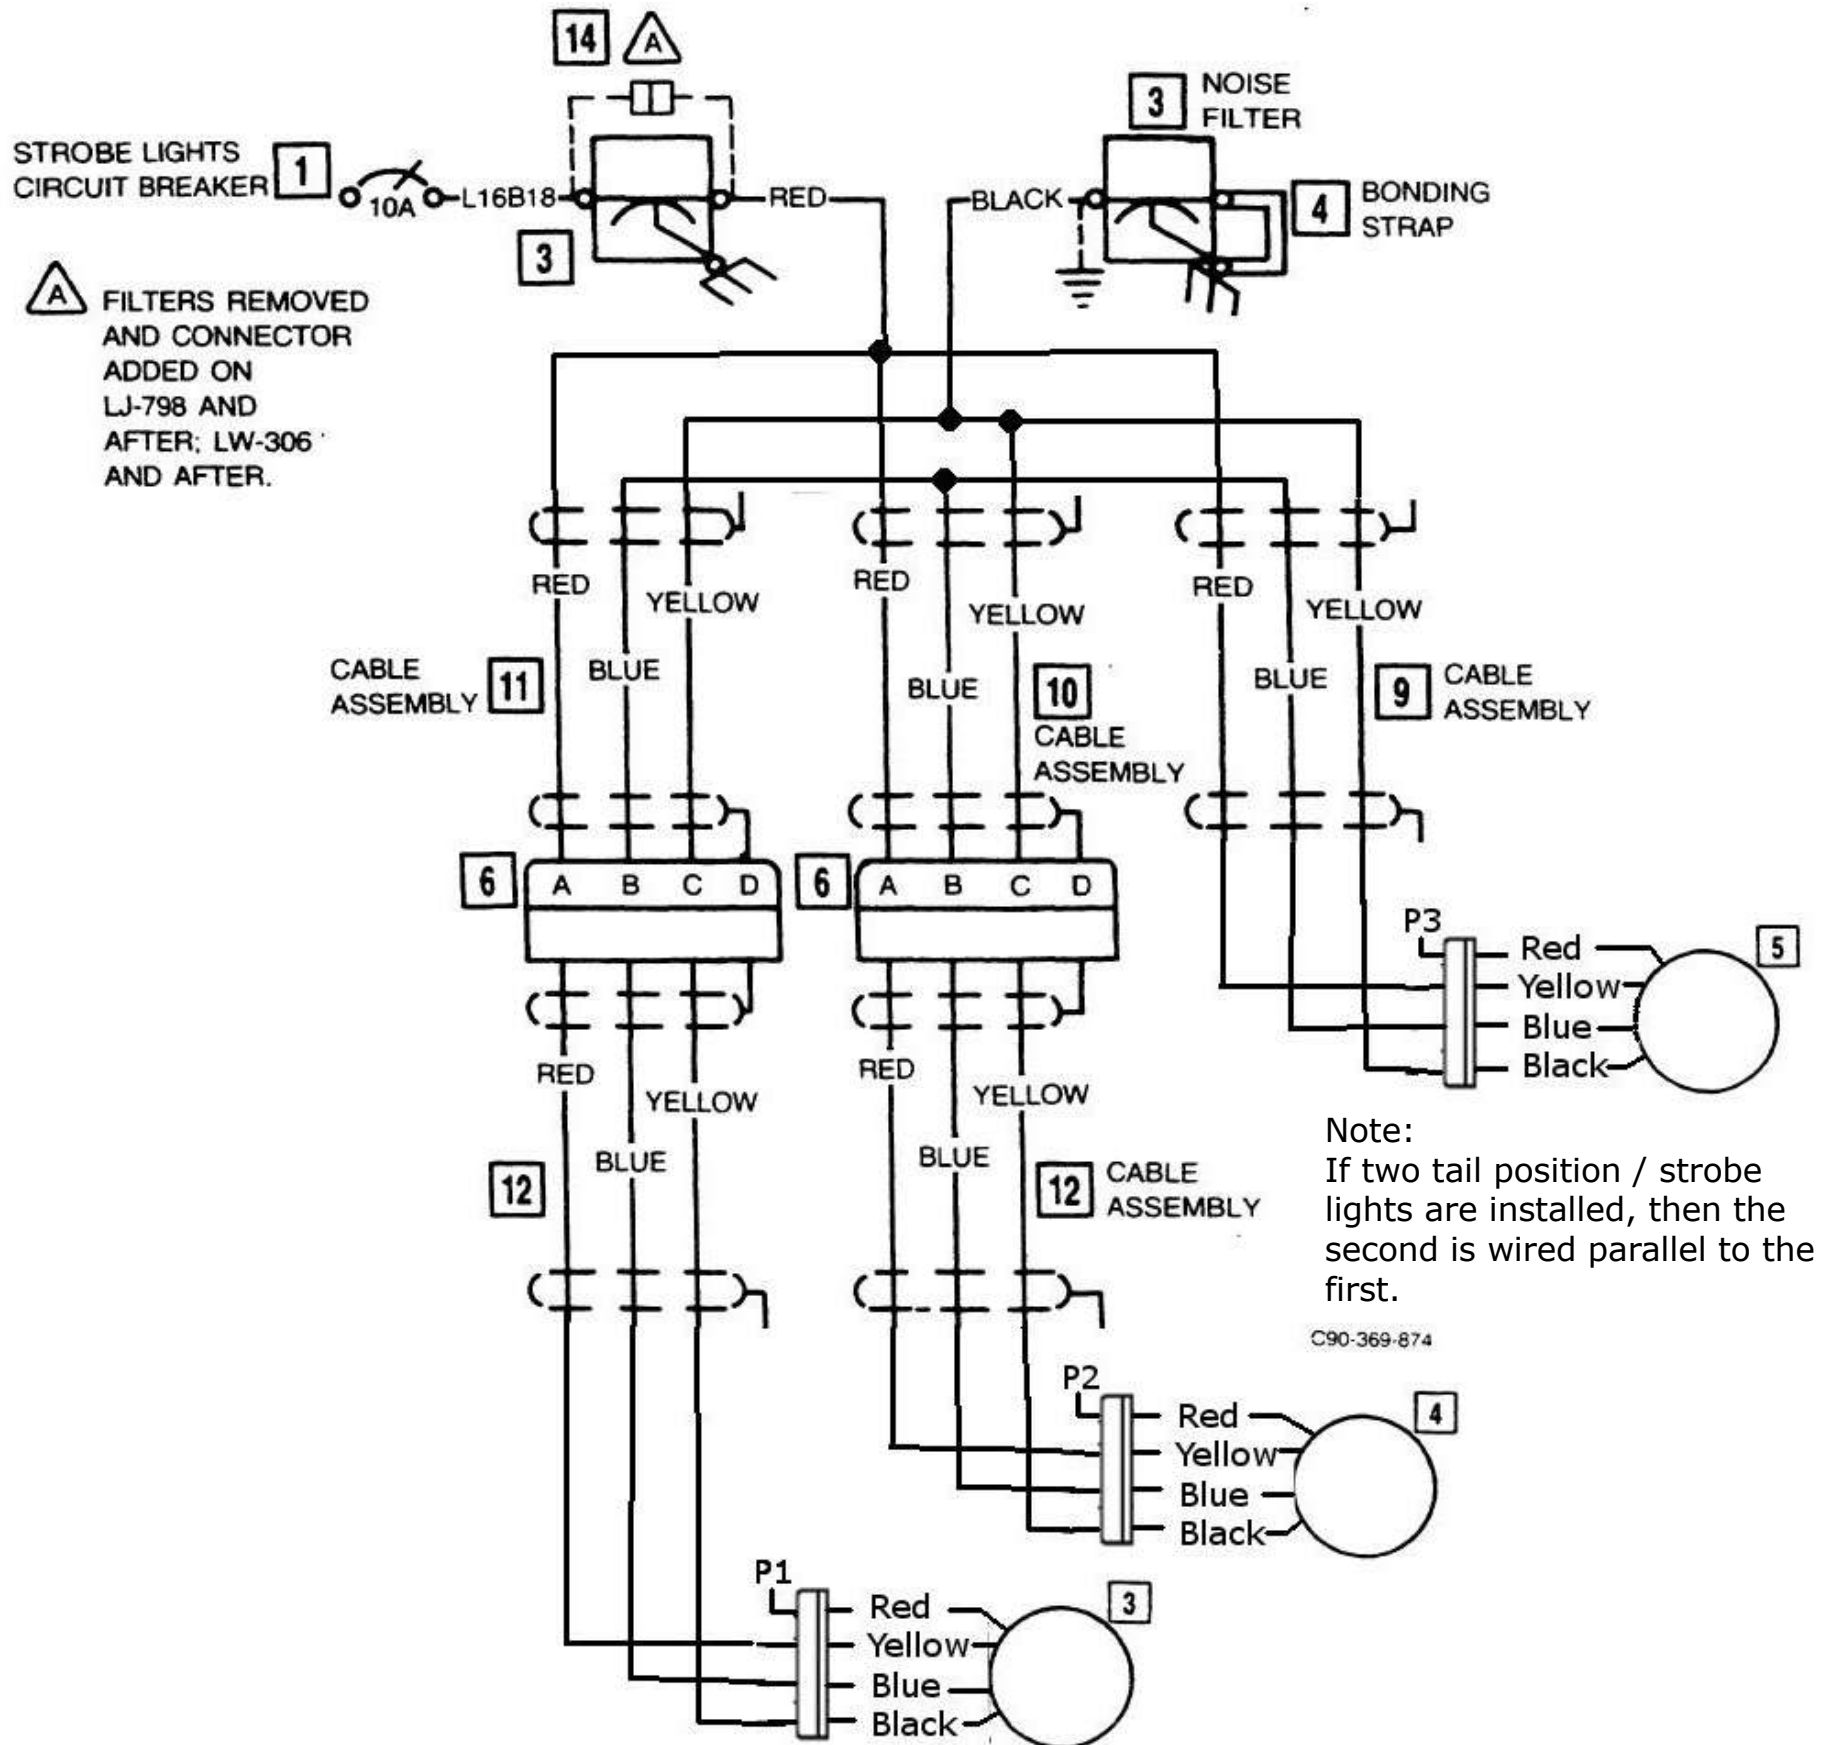 14 A
3 NOISE
FILTER
STROBE LIGHTS
CIRCUIT BREAKER 1
10A L16B18 RED
BLACK
4 BONDING
STRAP
3
A FILTERS REMOVED
AND CONNECTOR
ADDED ON
LJ-798 AND
AFTER; LW-306
AND AFTER.
RED RED RED
YELLOW YELLOW YELLOW
BLUE BLUE BLUE
CABLE
ASSEMBLY 11
10
CABLE
ASSEMBLY
9 CABLE
ASSEMBLY
6 A B C D
6 A B C D
P3
Red 5
Yellow
Blue
Black
RED RED
YELLOW YELLOW
BLUE BLUE
12
12 CABLE
ASSEMBLY
Note:
If two tail position / strobe
lights are installed, then the
second is wired parallel to the
first.
C90-369-874
P2
Red 4
Yellow
Blue
Black
P1
Red 3
Yellow
Blue
Black